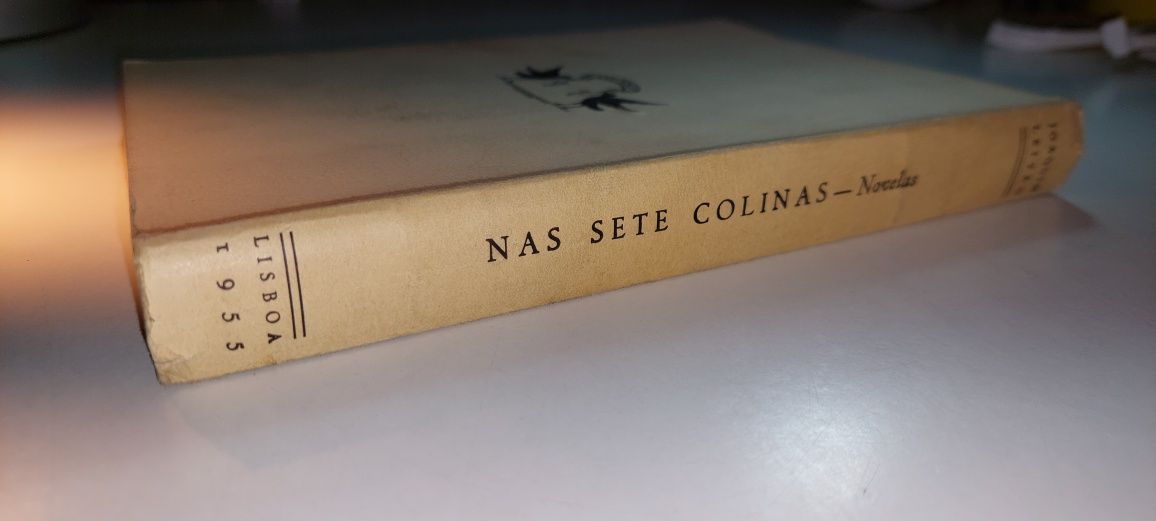 NAS SETE COLINAS — Novelas
LISBOA
1955